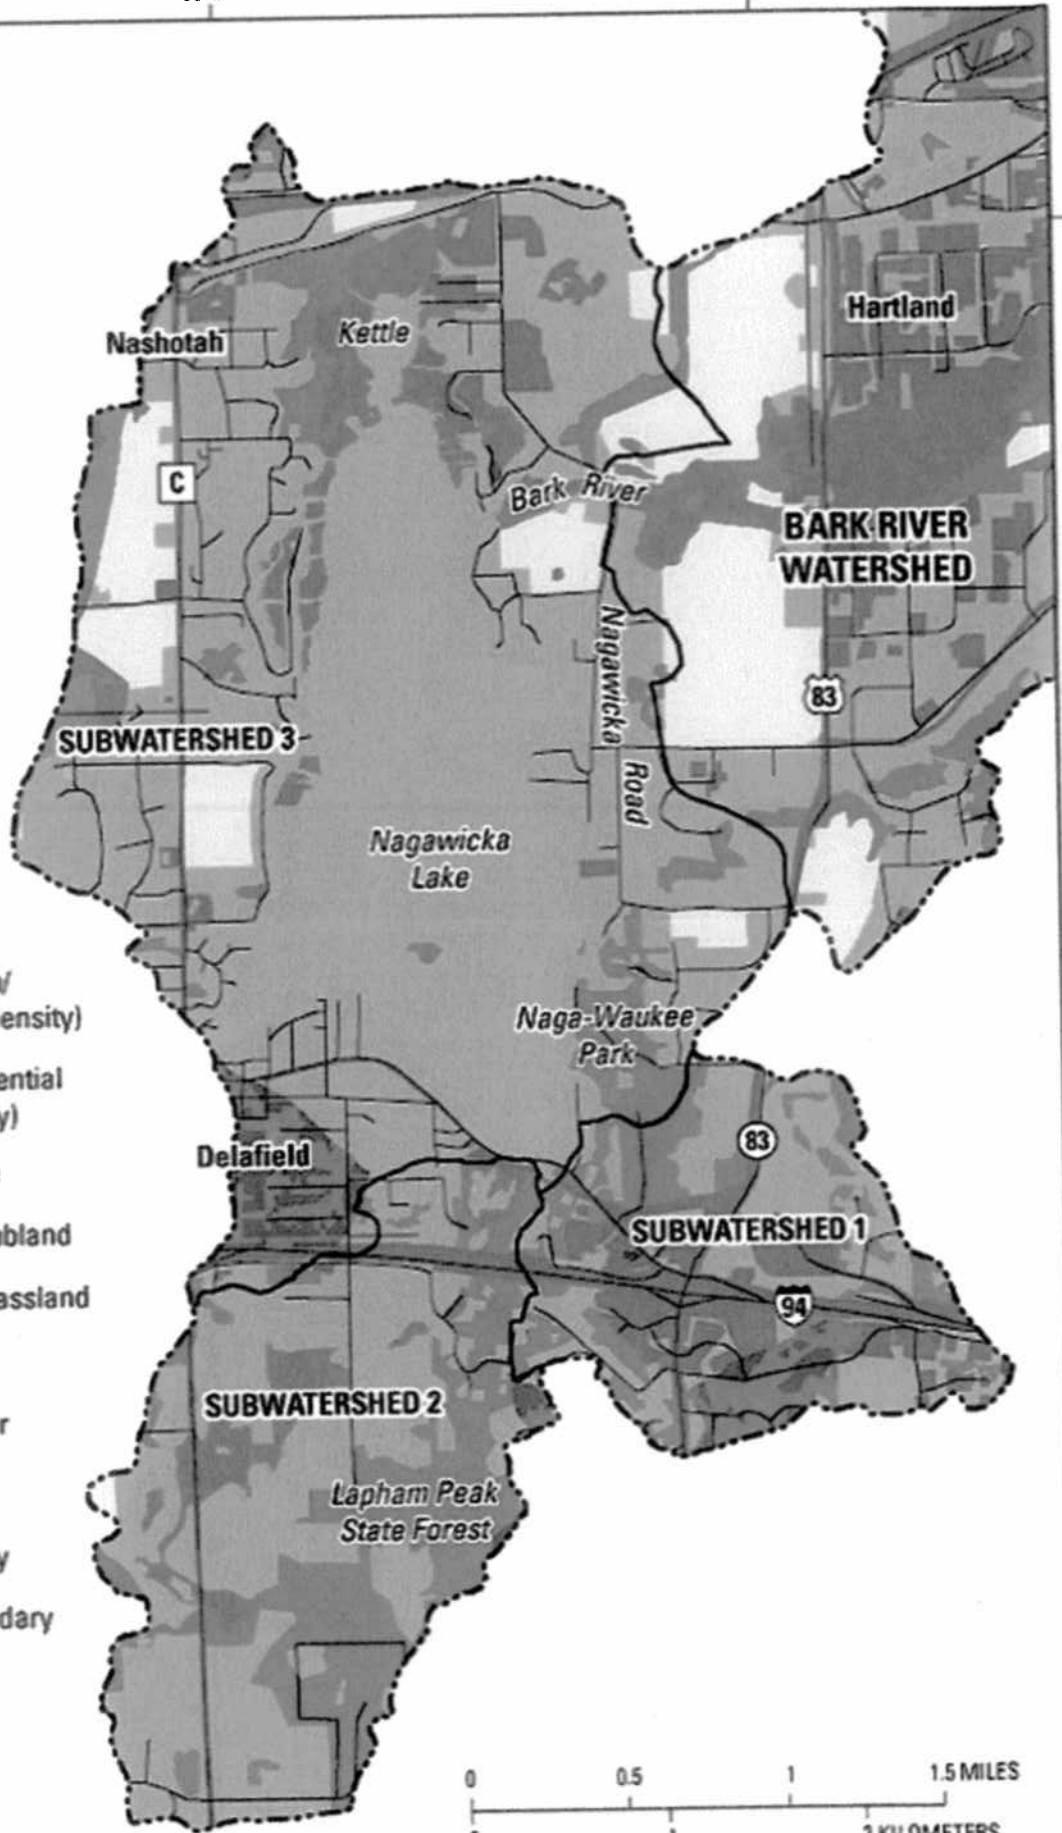 Hartland
Nashotah
Kettle
C
Bark River
BARK RIVER
WATERSHED
Nagawicka
Road
83
SUBWATERSHED 3
Nagawicka
Lake
ensity)
Naga-Waukee
Park
ential
y)
83
Delafield
SUBWATERSHED 1
bland
assland
94
SUBWATERSHED 2
r
Lapham Peak
State Forest
y
dary
0 0.5 1 1.5 MILES